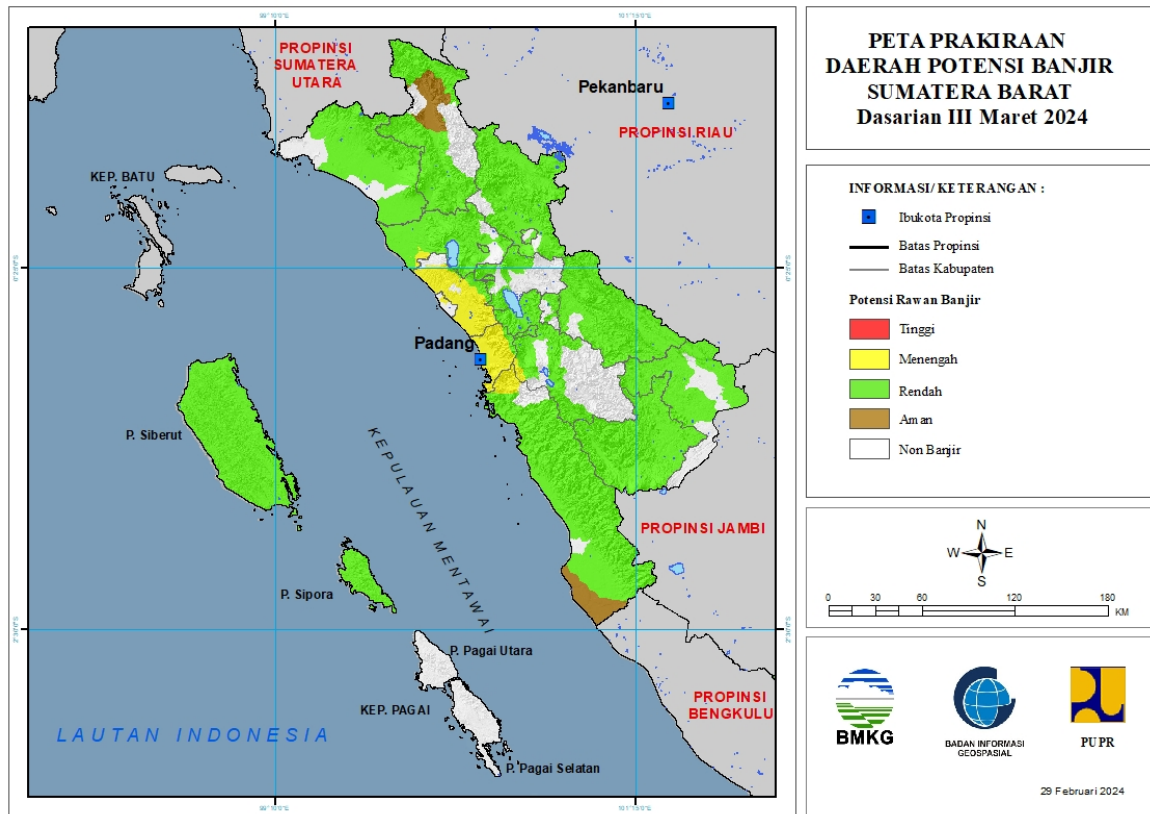 PETA PRAKIRAAN
DAERAH POTENSI BANJIR
SUMATERA BARAT
Dasarian III Maret 2024
INFORMASI/ KETERANGAN :
Ibukota Propinsi
Batas Propinsi
Batas Kabupaten
Potensi Rawan Banjir
Tinggi
Menengah
Rendah
Aman
Non Banjir
N
W E
S
0 30 60 120 180
KM
BMKG
BADAN INFORMASI
GEOSPASIAL
PUPR
29 Februari 2024
PROPINSI
SUMATERA
UTARA
Pekanbaru
PROPINSI RIAU
KEP. BATU
Padang
P. Siberut
KEPULAUAN MENTAWAI
PROPINSI JAMBI
P. Sipora
P. Pagai Utara
KEP. PAGAI
PROPINSI
BENGKULU
LAUTAN INDONESIA
P. Pagai Selatan